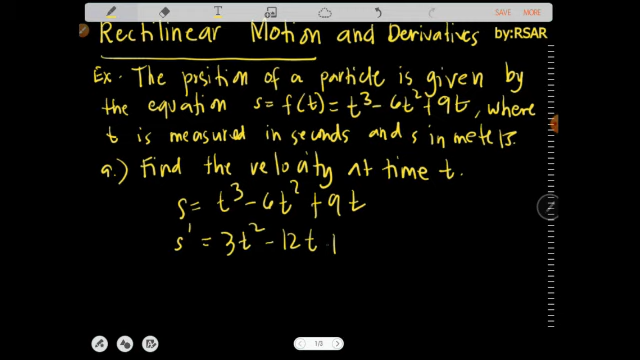 SAVE MORE
Rectilinear Motion and Derivatives by:RSAR
Ex. The position of a particle is given by
the equation s = f(t) = t³ - 6t² + 9t, where
t is measured in seconds and s in meters.
a.) Find the velocity at time t.
s = t³ - 6t² + 9t
s' = 3t² - 12t
1/3